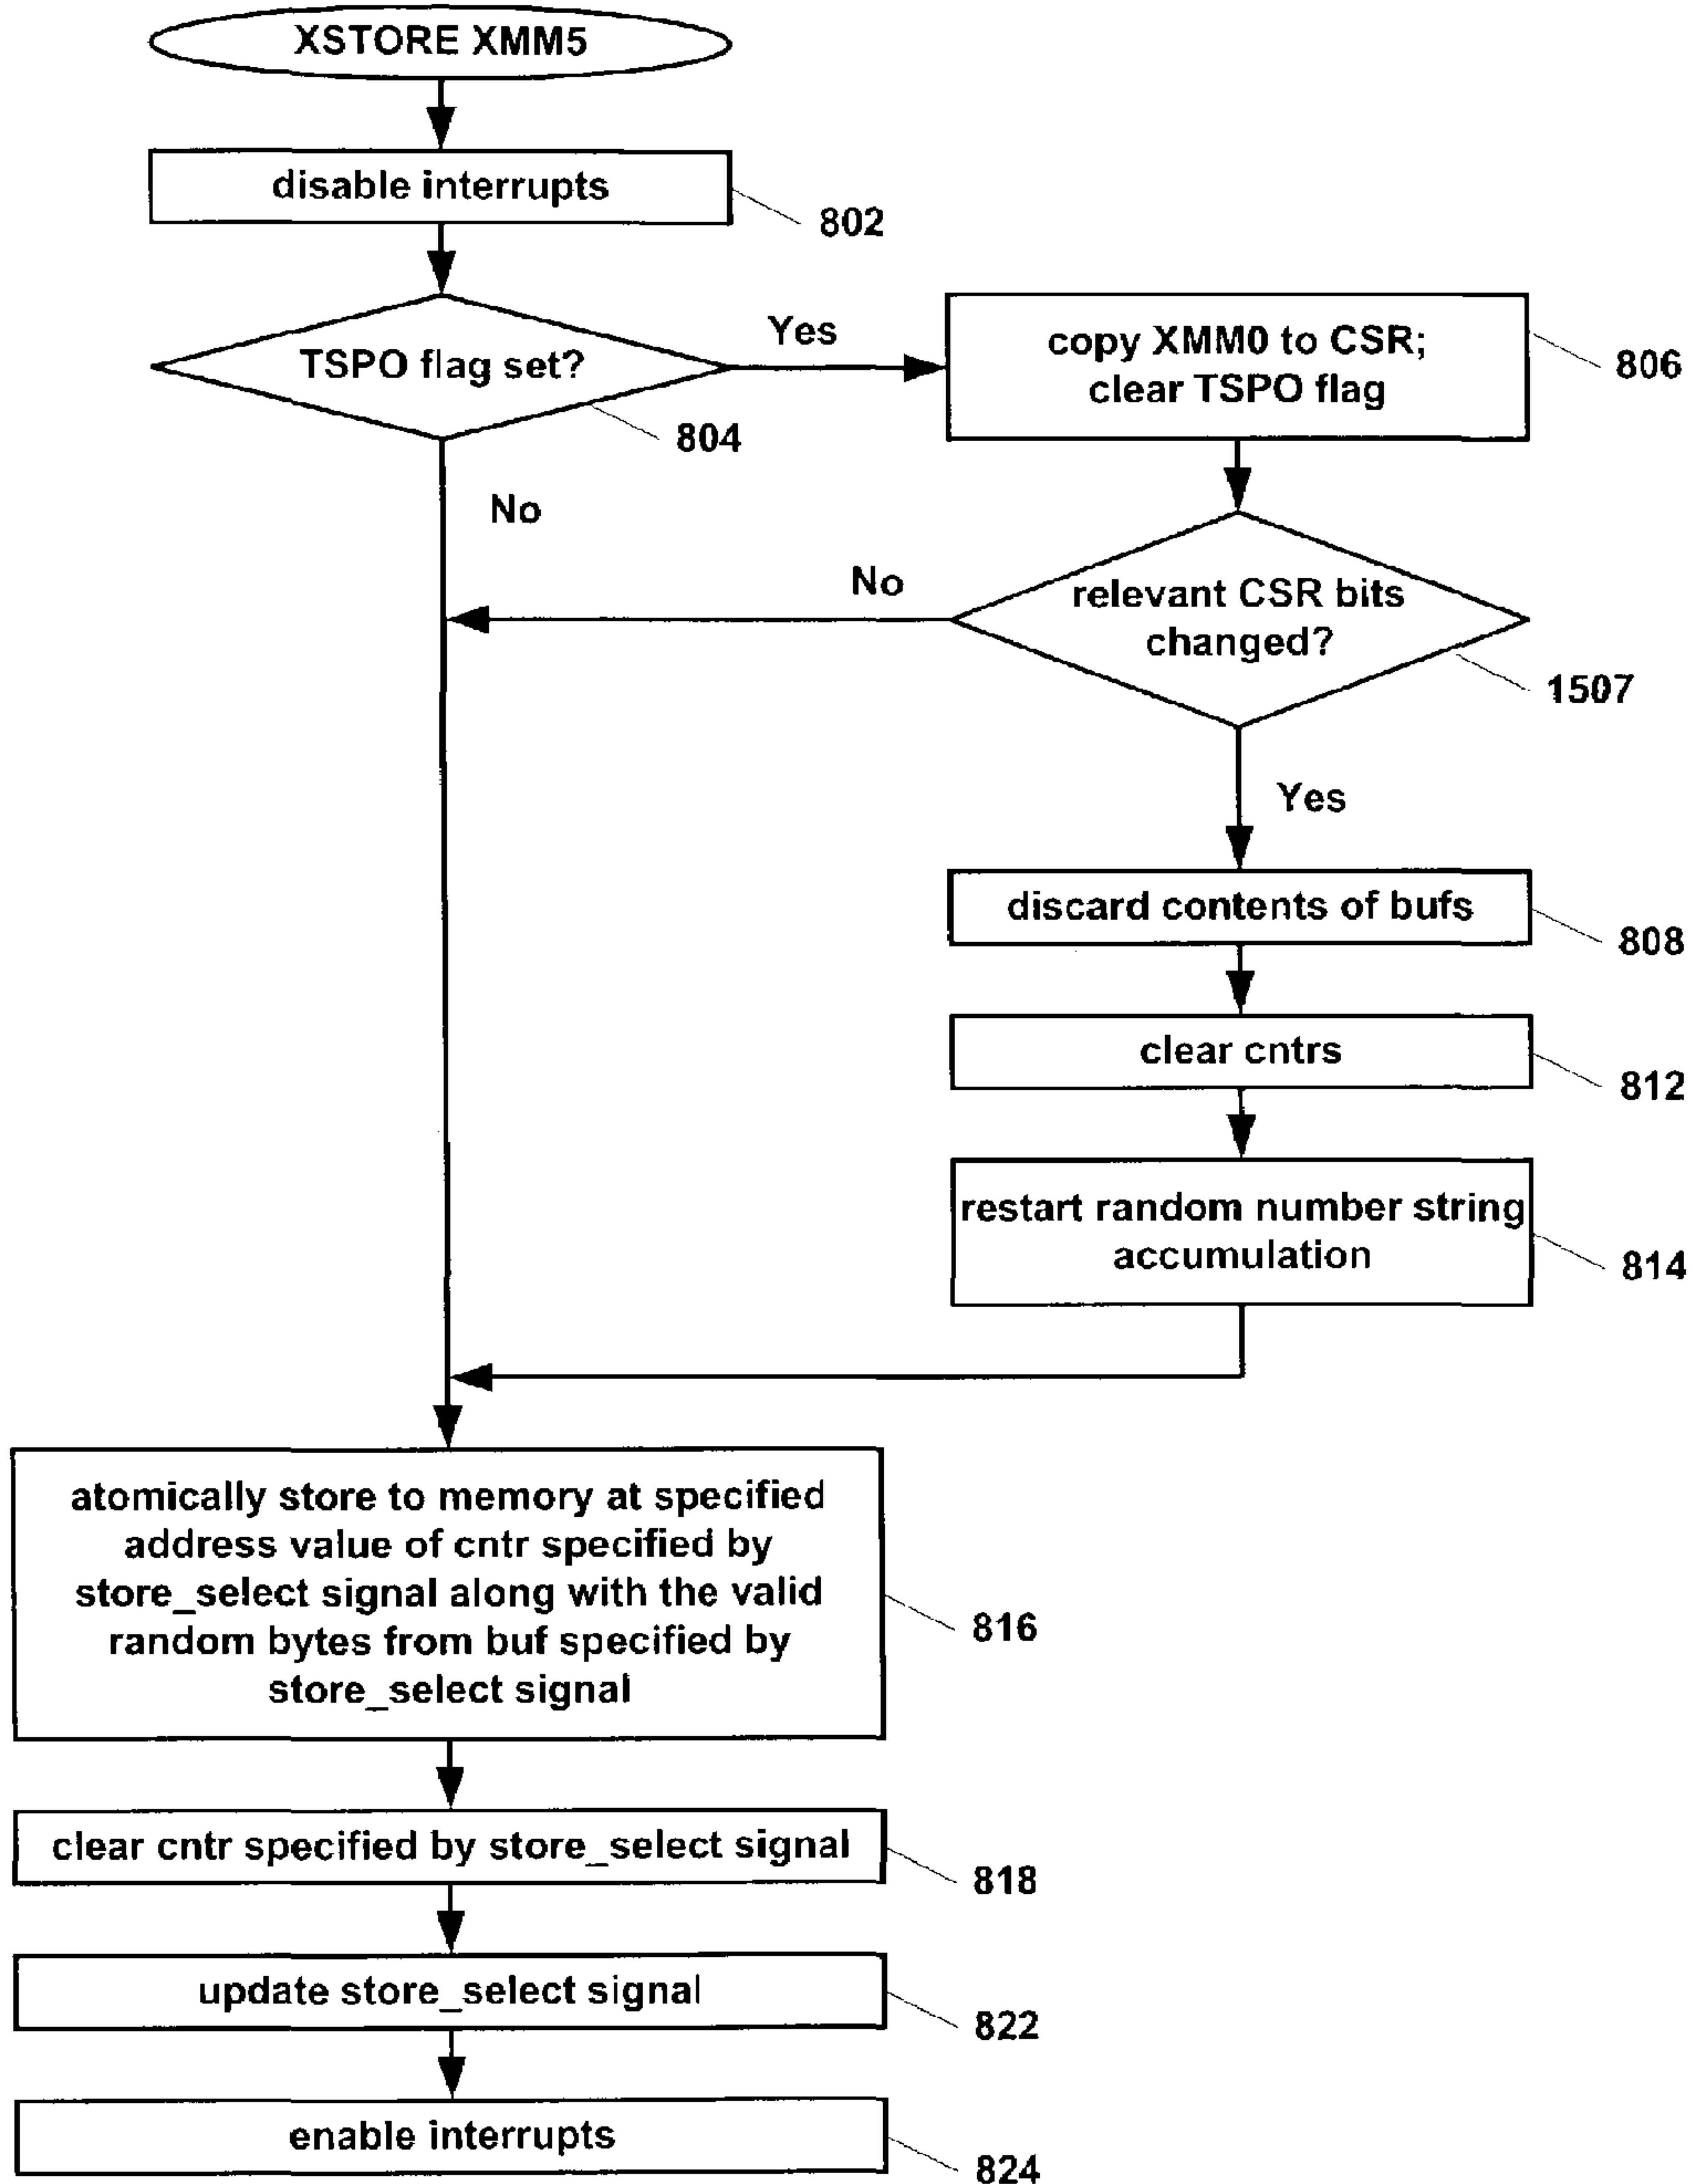 XSTORE XMM5
disable interrupts
802
TSPO flag set?
804
Yes
No
copy XMM0 to CSR;
clear TSPO flag
806
relevant CSR bits
changed?
1507
No
Yes
discard contents of bufs
808
clear cntrs
812
restart random number string
accumulation
814
atomically store to memory at specified
address value of cntr specified by
store_select signal along with the valid
random bytes from buf specified by
store_select signal
816
clear cntr specified by store_select signal
818
update store_select signal
822
enable interrupts
824